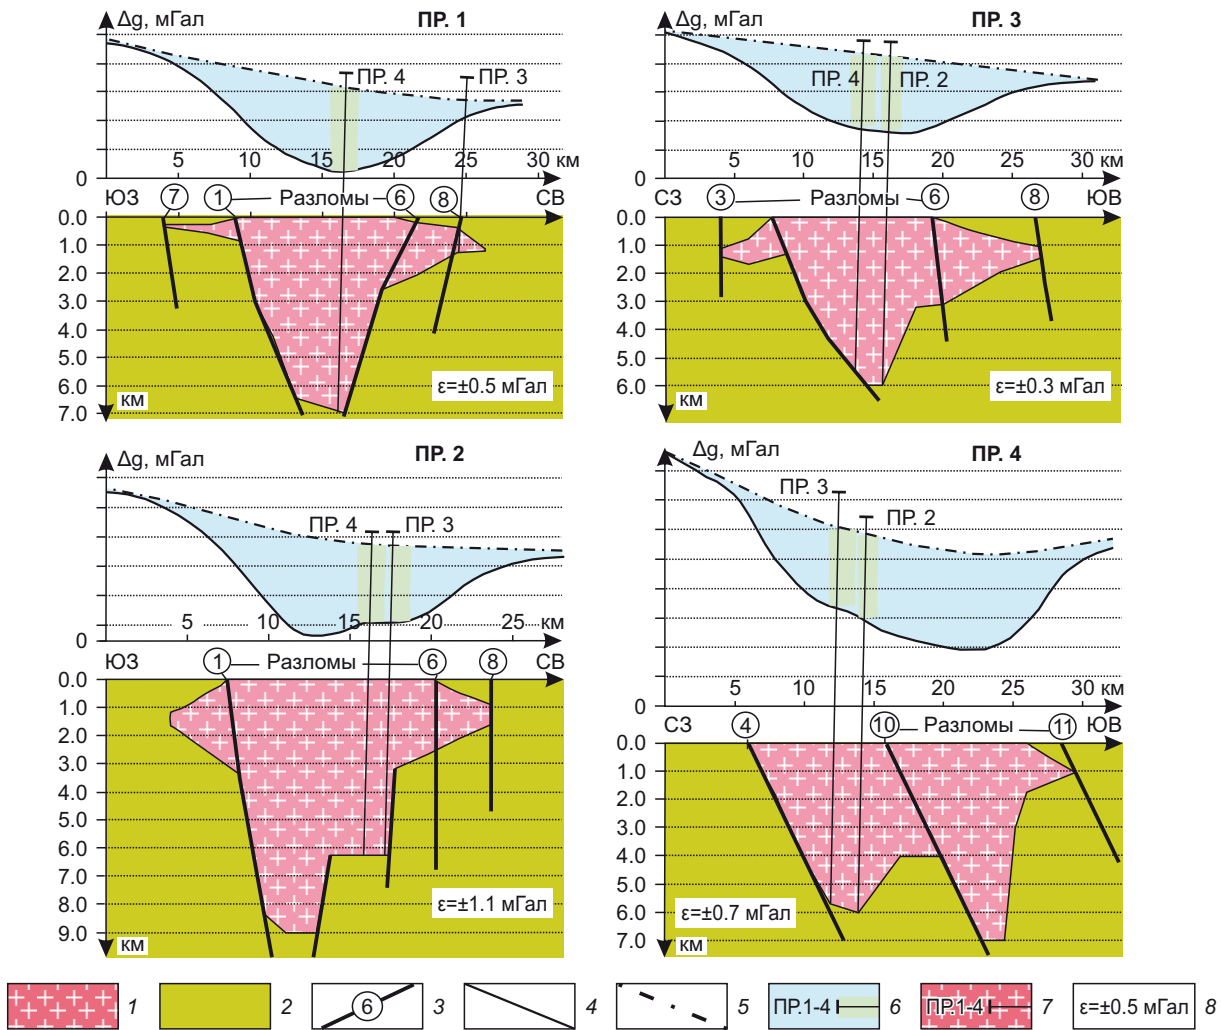 Δg, мГал ПР. 1
ПР. 4 ПР. 3
5 10 15 20 25 30 км
0
ЮЗ 7 1 Разломы 6 8 СВ
0.0
1.0
2.0
3.0
4.0
5.0
6.0 ε=±0.5 мГал
7.0 км
Δg, мГал ПР. 3
ПР. 4 ПР. 2
5 10 15 20 25 30 км
0
СЗ 3 Разломы 6 8 ЮВ
0.0
1.0
2.0
3.0
4.0
5.0
6.0 ε=±0.3 мГал
км
Δg, мГал ПР. 2
ПР. 4 ПР. 3
5 10 15 20 25 км
0
ЮЗ 1 Разломы 6 8 СВ
0.0
1.0
2.0
3.0
4.0
5.0
6.0
7.0
8.0 ε=±1.1 мГал
9.0 км
Δg, мГал ПР. 4
ПР. 3
ПР. 2
5 10 15 20 25 30 км
0
СЗ 4 10 Разломы 11 ЮВ
0.0
1.0
2.0
3.0
4.0
5.0
6.0 ε=±0.7 мГал
7.0 км
1 2 6 3 4 5 ПР.1-4 6 ПР.1-4 7 ε=±0.5 мГал 8